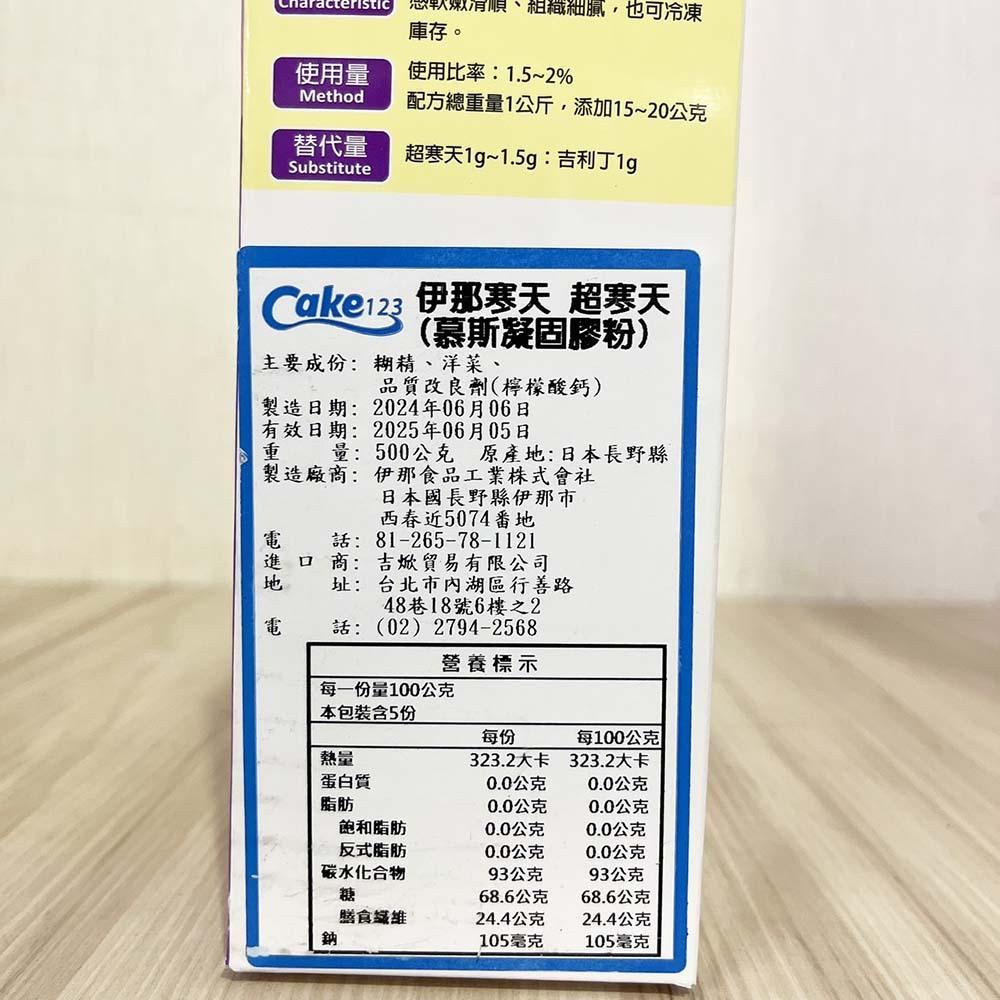 Characteristic 感軟嫩滑順、組織細膩，也可冷凍
庫存。
使用量 使用比率：1.5~2%
Method 配方總重量1公斤，添加15~20公克
替代量 超寒天1g~1.5g：吉利丁1g
Substitute
Cake123 伊那寒天 超寒天
(慕斯凝固膠粉)
主要成份: 糊精、洋菜、
品質改良劑(檸檬酸鈣)
製造日期: 2024年06月06日
有效日期: 2025年06月05日
重 量: 500公克 原產地:日本長野縣
製造廠商: 伊那食品工業株式會社
日本國長野縣伊那市
西春近5074番地
電 話: 81-265-78-1121
進 口 商: 吉焮貿易有限公司
地 址: 台北市內湖區行善路
48巷18號6樓之2
電 話: (02) 2794-2568
營養標示
每一份量100公克
本包裝含5份
每份 每100公克
熱量 323.2大卡 323.2大卡
蛋白質 0.0公克 0.0公克
脂肪 0.0公克 0.0公克
飽和脂肪 0.0公克 0.0公克
反式脂肪 0.0公克 0.0公克
碳水化合物 93公克 93公克
糖 68.6公克 68.6公克
膳食纖維 24.4公克 24.4公克
鈉 105毫克 105毫克